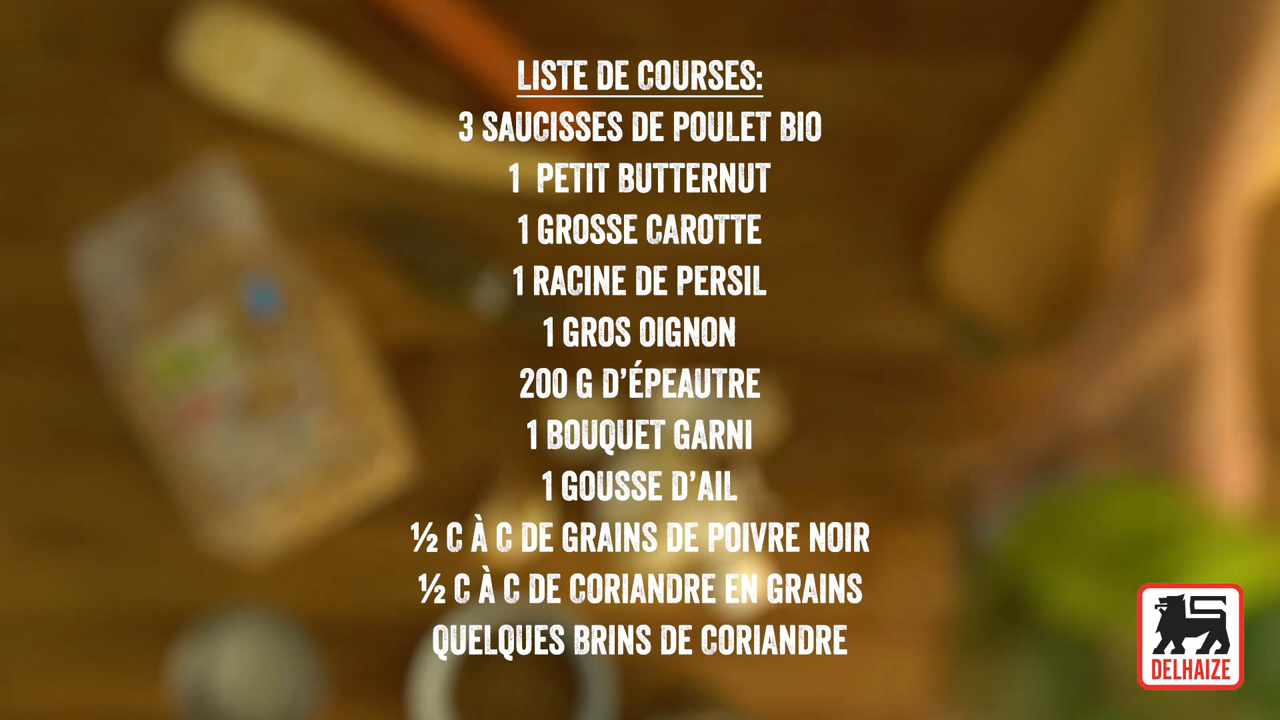 LISTE DE COURSES:
3 SAUCISSES DE POULET BIO
1 PETIT BUTTERNUT
1 GROSSE CAROTTE
1 RACINE DE PERSIL
1 GROS OIGNON
200 G D’ÉPEAUTRE
1 BOUQUET GARNI
1 GOUSSE D’AIL
½ C À C DE GRAINS DE POIVRE NOIR
½ C À C DE CORIANDRE EN GRAINS
QUELQUES BRINS DE CORIANDRE
DELHAIZE